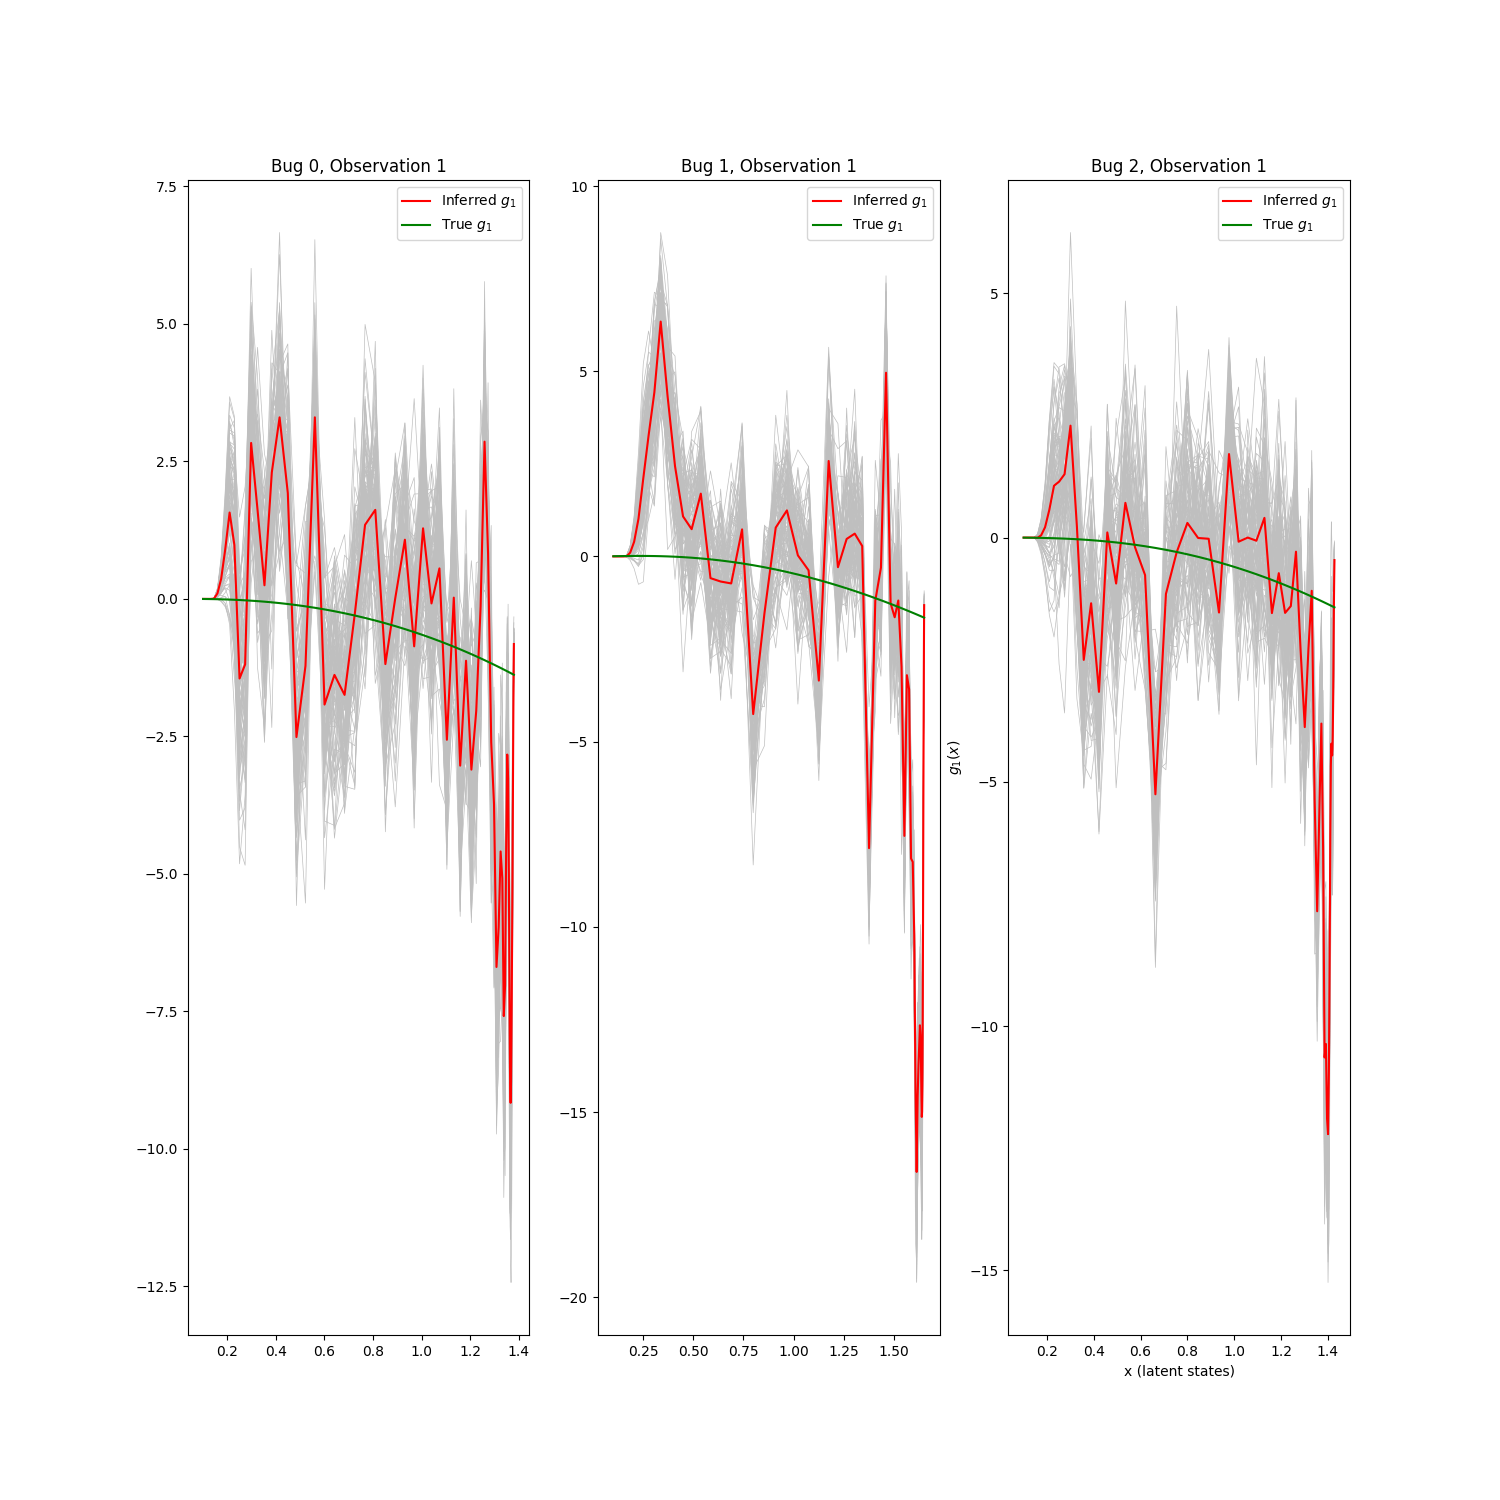 Bug 0, Observation 1
Inferred g₁
True g₁
7.5
5.0
2.5
0.0
−2.5
−5.0
−7.5
−10.0
−12.5
0.2 0.4 0.6 0.8 1.0 1.2 1.4
Bug 1, Observation 1
Inferred g₁
True g₁
10
5
0
−5
−10
−15
−20
0.25 0.50 0.75 1.00 1.25 1.50
Bug 2, Observation 1
Inferred g₁
True g₁
g₁(x)
5
0
−5
−10
−15
0.2 0.4 0.6 0.8 1.0 1.2 1.4
x (latent states)